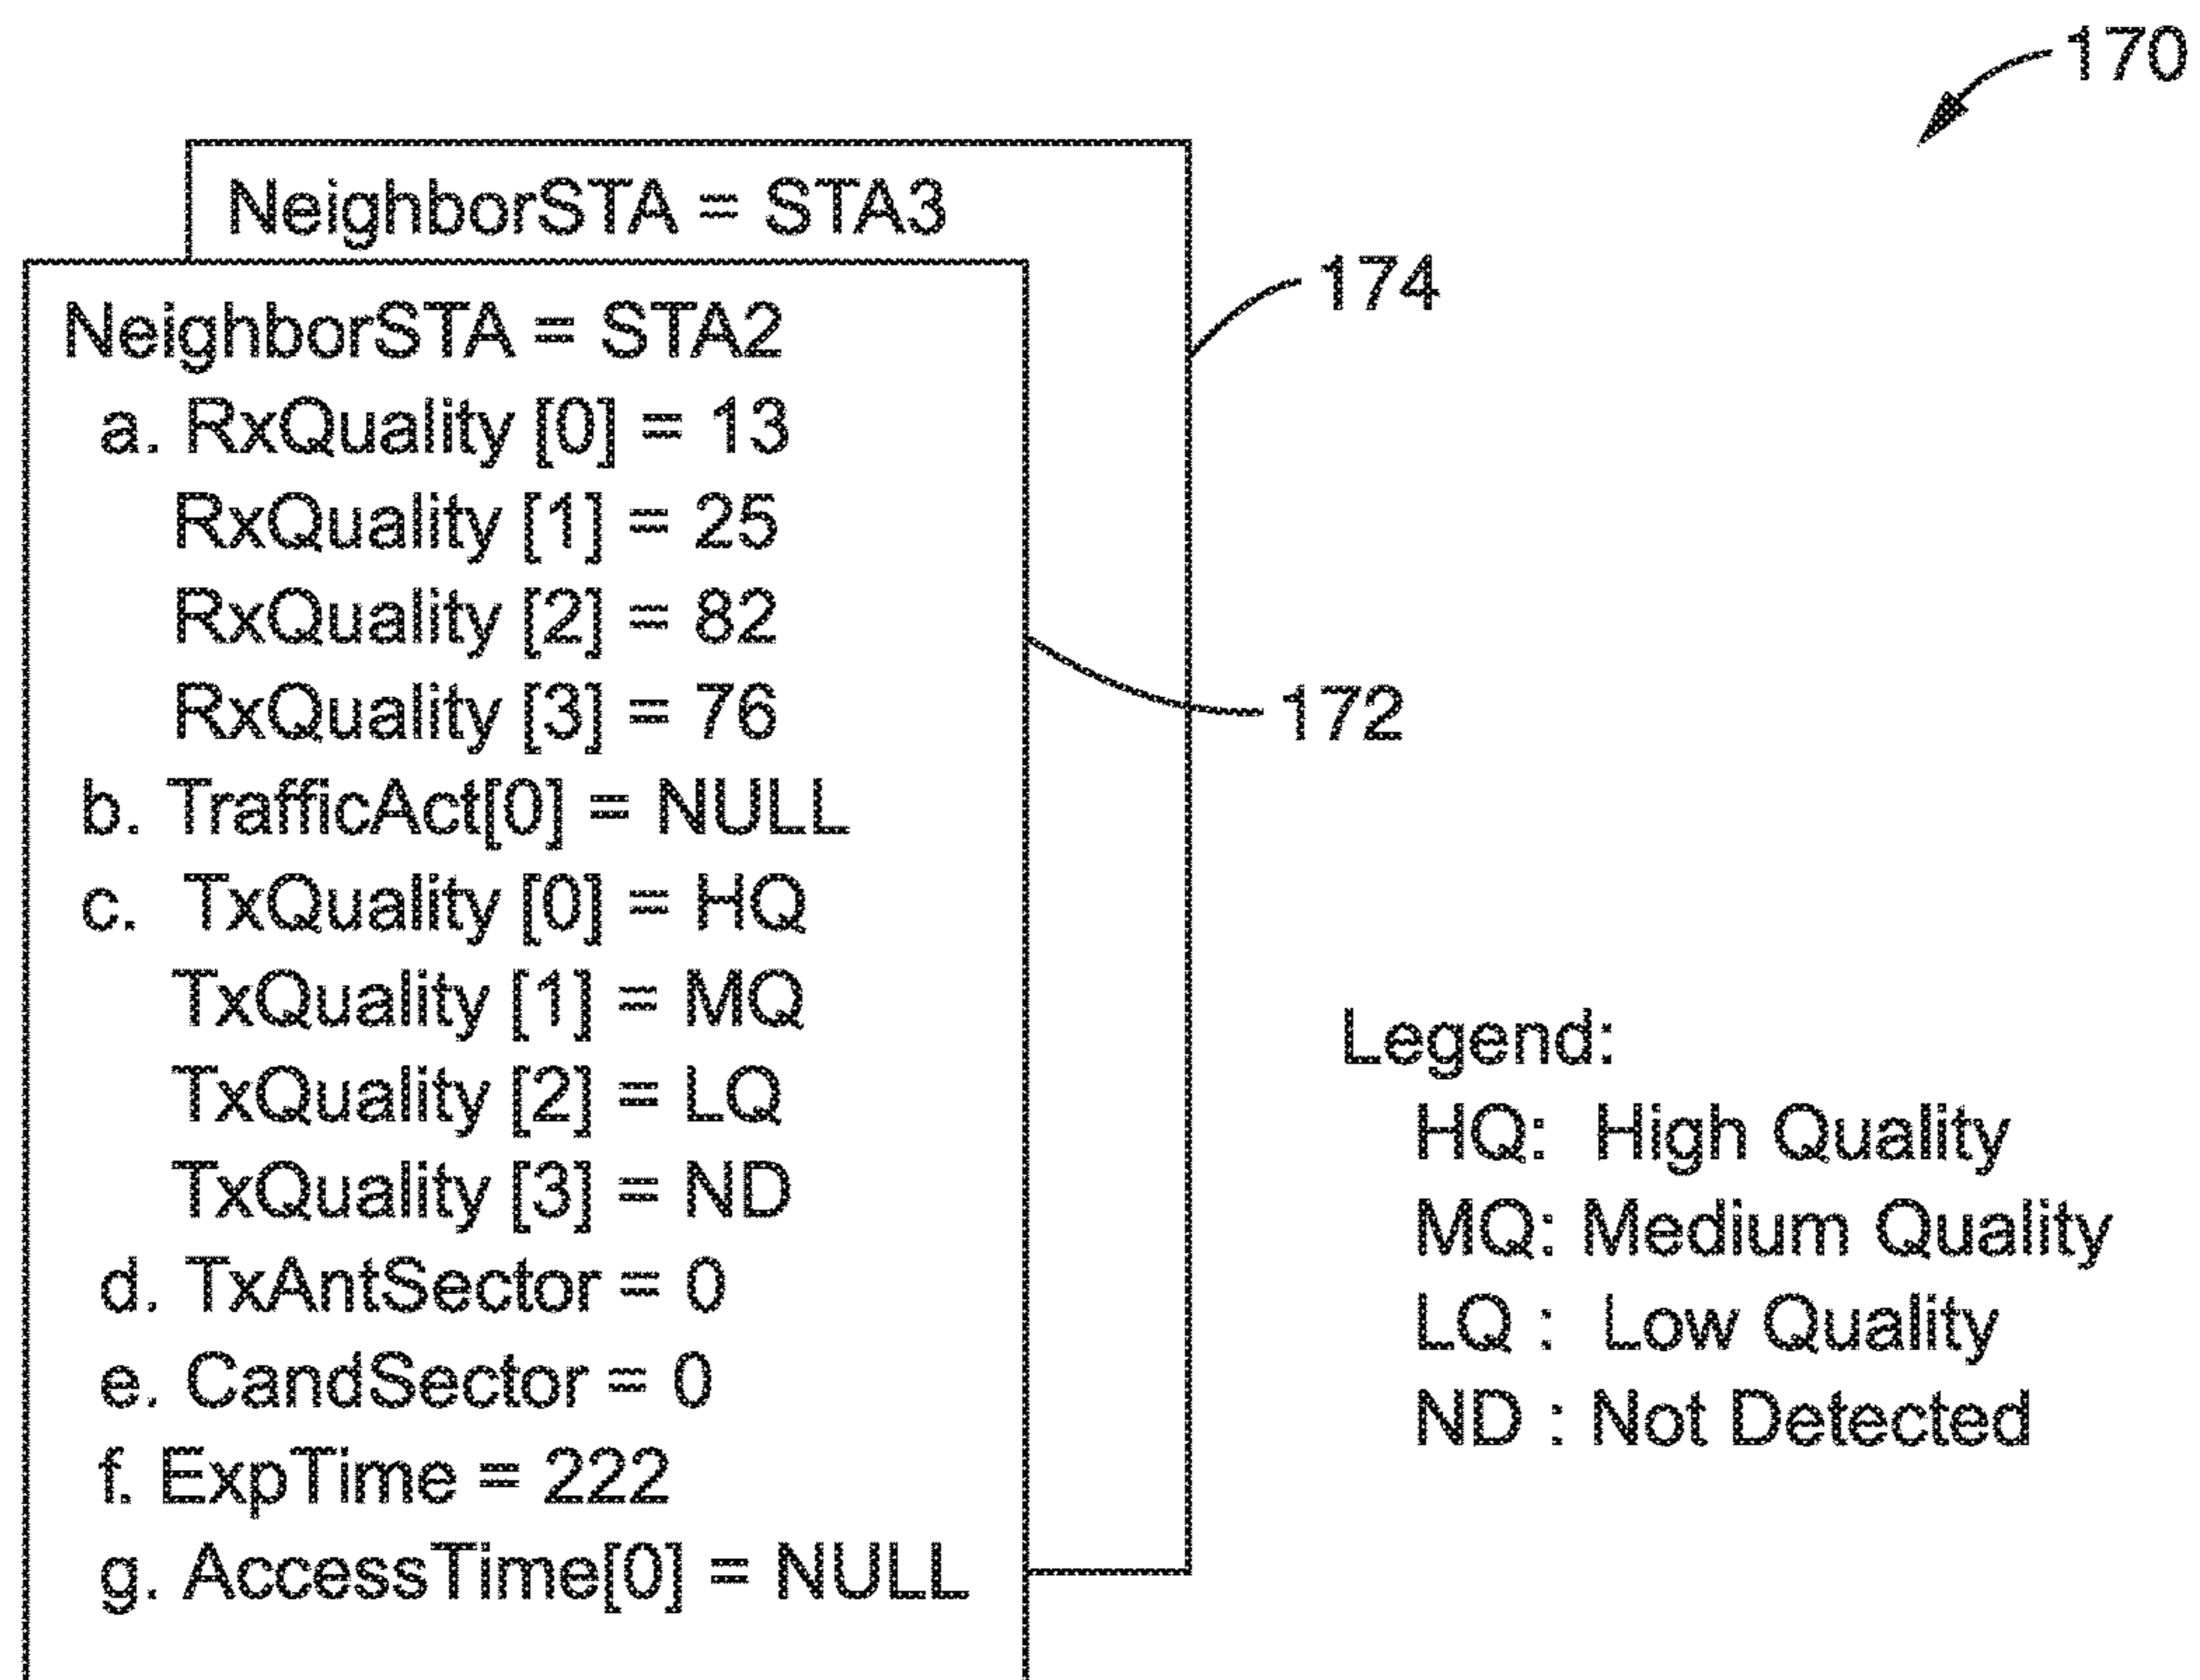 170
NeighborSTA = STA3
174
NeighborSTA = STA2
a. RxQuality [0] = 13
RxQuality [1] = 25
RxQuality [2] = 82
RxQuality [3] = 76
172
b. TrafficAct[0] = NULL
c. TxQuality [0] = HQ
TxQuality [1] = MQ
TxQuality [2] = LQ
TxQuality [3] = ND
d. TxAntSector = 0
e. CandSector = 0
f. ExpTime = 222
g. AccessTime[0] = NULL
Legend:
HQ: High Quality
MQ: Medium Quality
LQ : Low Quality
ND : Not Detected